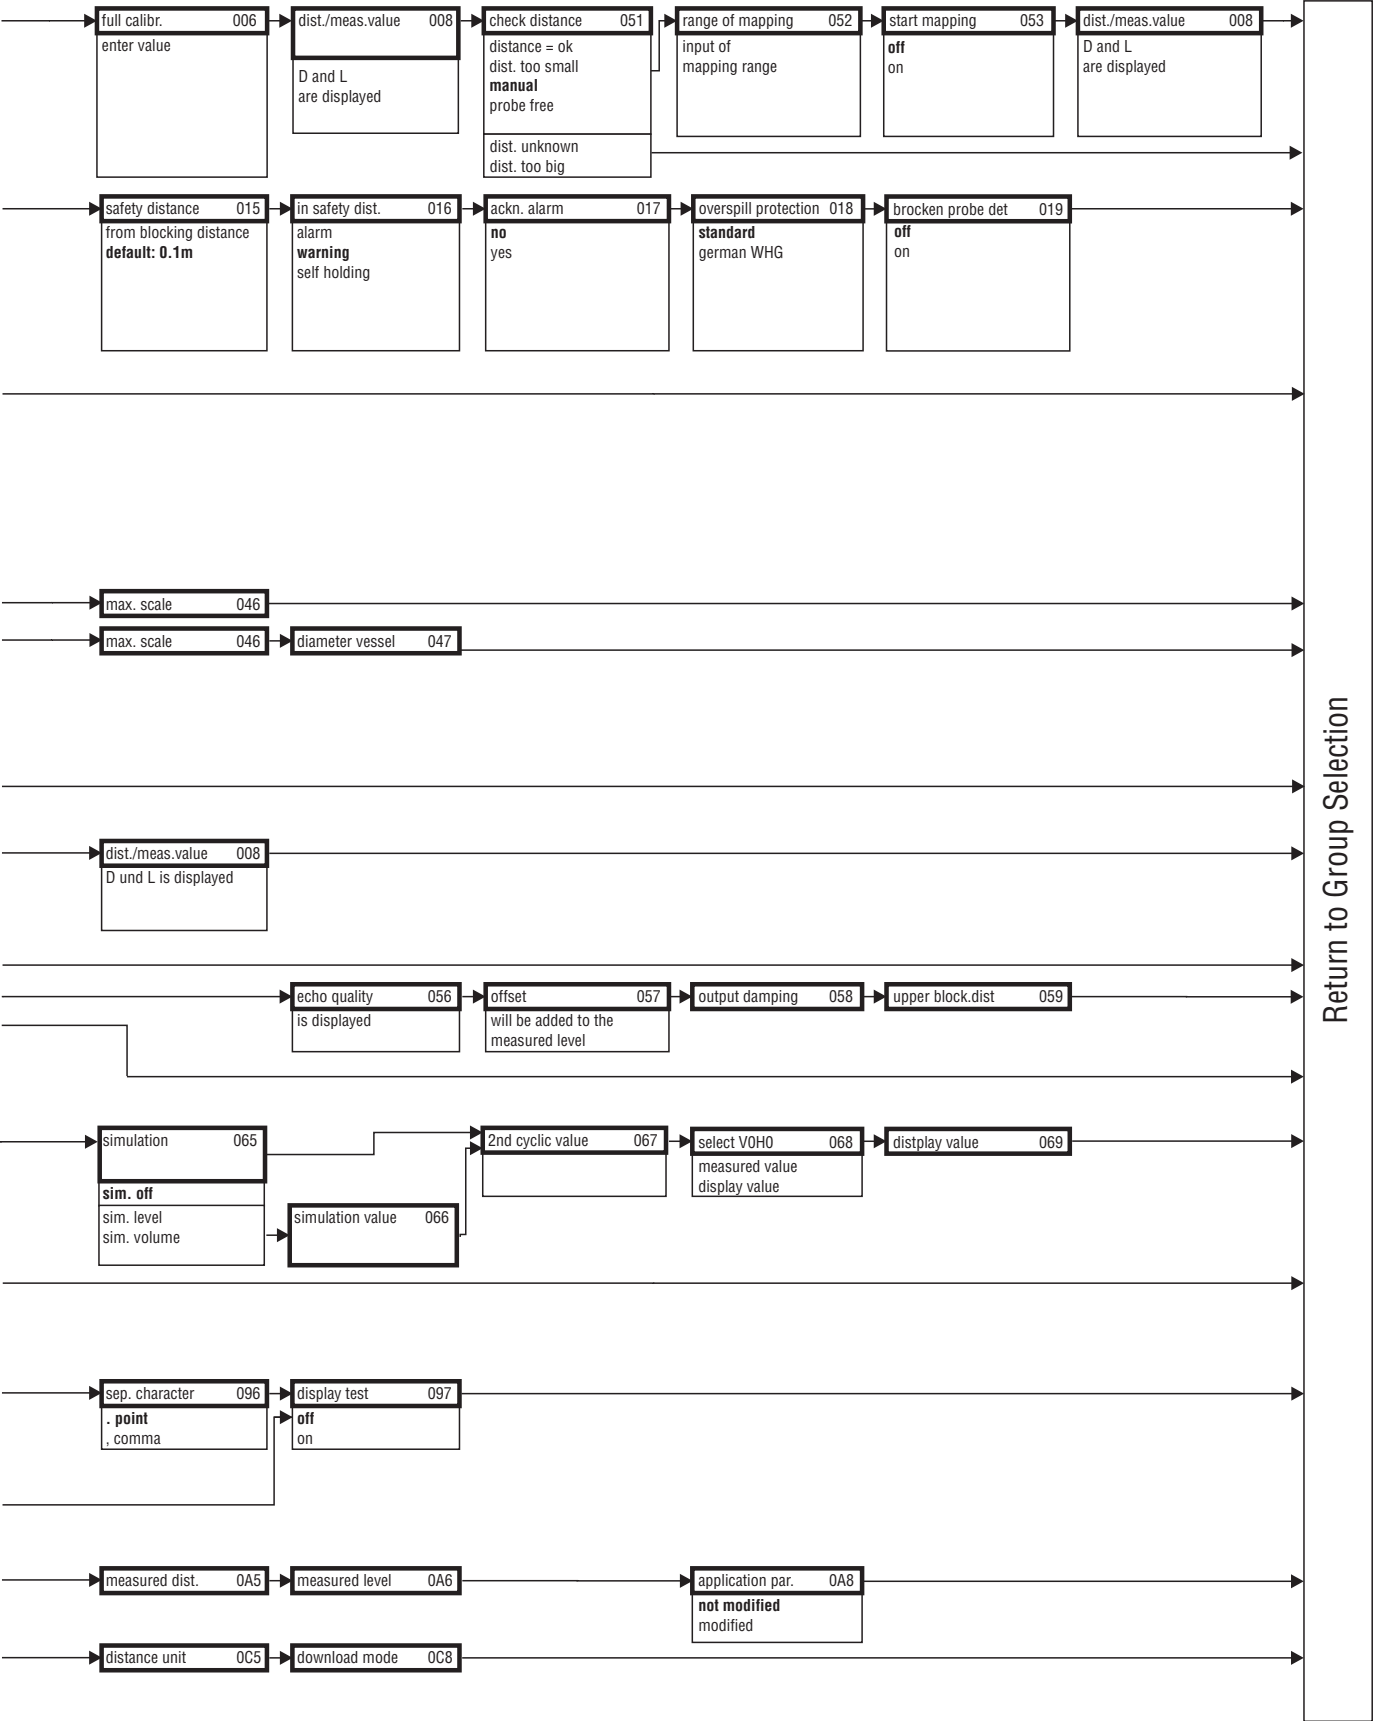 full calibr. 006
enter value
dist./meas.value 008
D and L
are displayed
check distance 051
distance = ok
dist. too small
manual
probe free
dist. unknown
dist. too big
range of mapping 052
input of
mapping range
start mapping 053
off
on
dist./meas.value 008
D and L
are displayed
safety distance 015
from blocking distance
default: 0.1m
in safety dist. 016
alarm
warning
self holding
ackn. alarm 017
no
yes
overspill protection 018
standard
german WHG
brocken probe det 019
off
on
max. scale 046
max. scale 046
diameter vessel 047
dist./meas.value 008
D und L is displayed
echo quality 056
is displayed
offset 057
will be added to the
measured level
output damping 058
upper block.dist 059
simulation 065
sim. off
sim. level
sim. volume
simulation value 066
2nd cyclic value 067
select V0H0 068
measured value
display value
distplay value 069
sep. character 096
. point
, comma
display test 097
off
on
measured dist. 0A5
measured level 0A6
application par. 0A8
not modified
modified
distance unit 0C5
download mode 0C8
Return to Group Selection